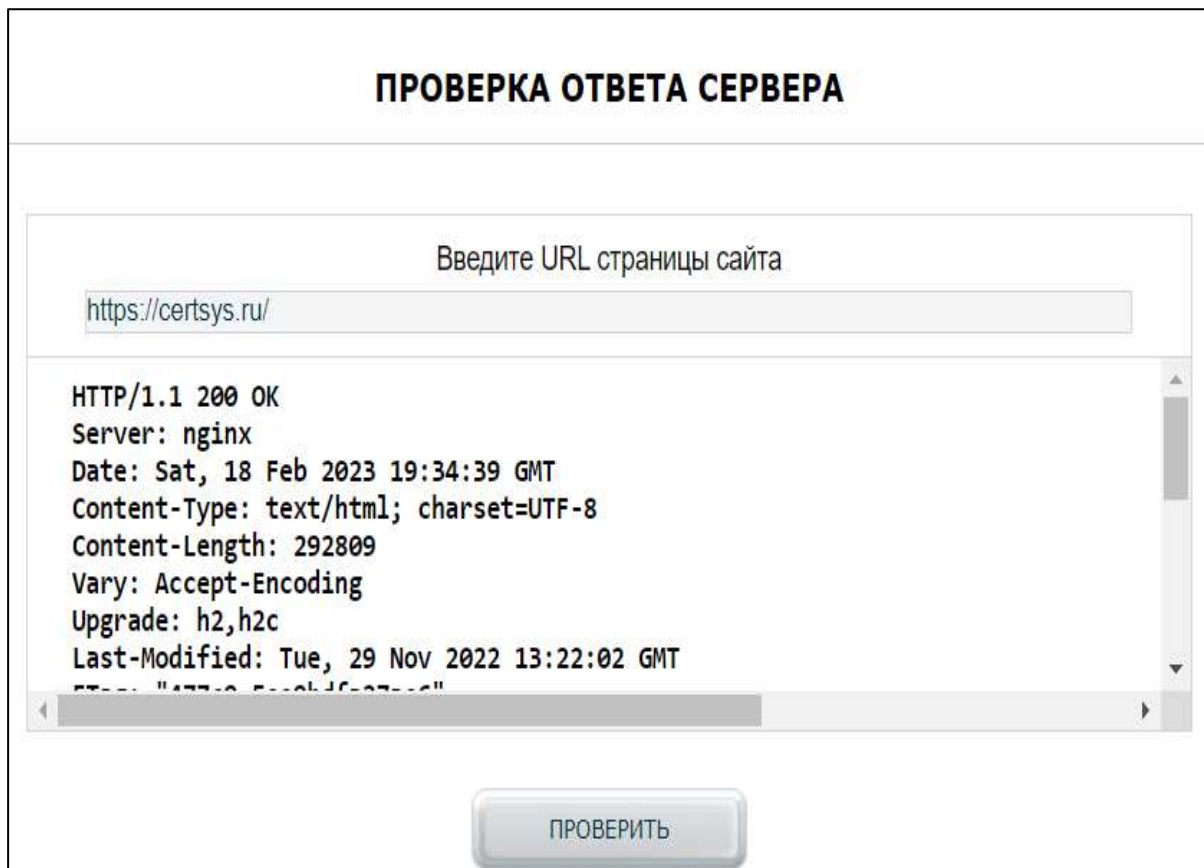 ПРОВЕРКА ОТВЕТА СЕРВЕРА
Введите URL страницы сайта
https://certsys.ru/
HTTP/1.1 200 OK
Server: nginx
Date: Sat, 18 Feb 2023 19:34:39 GMT
Content-Type: text/html; charset=UTF-8
Content-Length: 292809
Vary: Accept-Encoding
Upgrade: h2,h2c
Last-Modified: Tue, 29 Nov 2022 13:22:02 GMT
ПРОВЕРИТЬ